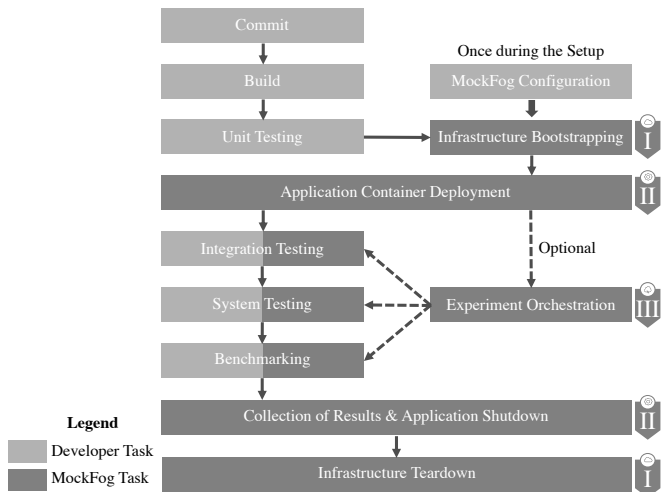 Commit
Once during the Setup
Build
MockFog Configuration
Unit Testing
Infrastructure Bootstrapping
I
Application Container Deployment
II
Integration Testing
Optional
System Testing
Experiment Orchestration
III
Benchmarking
Collection of Results & Application Shutdown
II
Legend
Developer Task
MockFog Task
Infrastructure Teardown
I